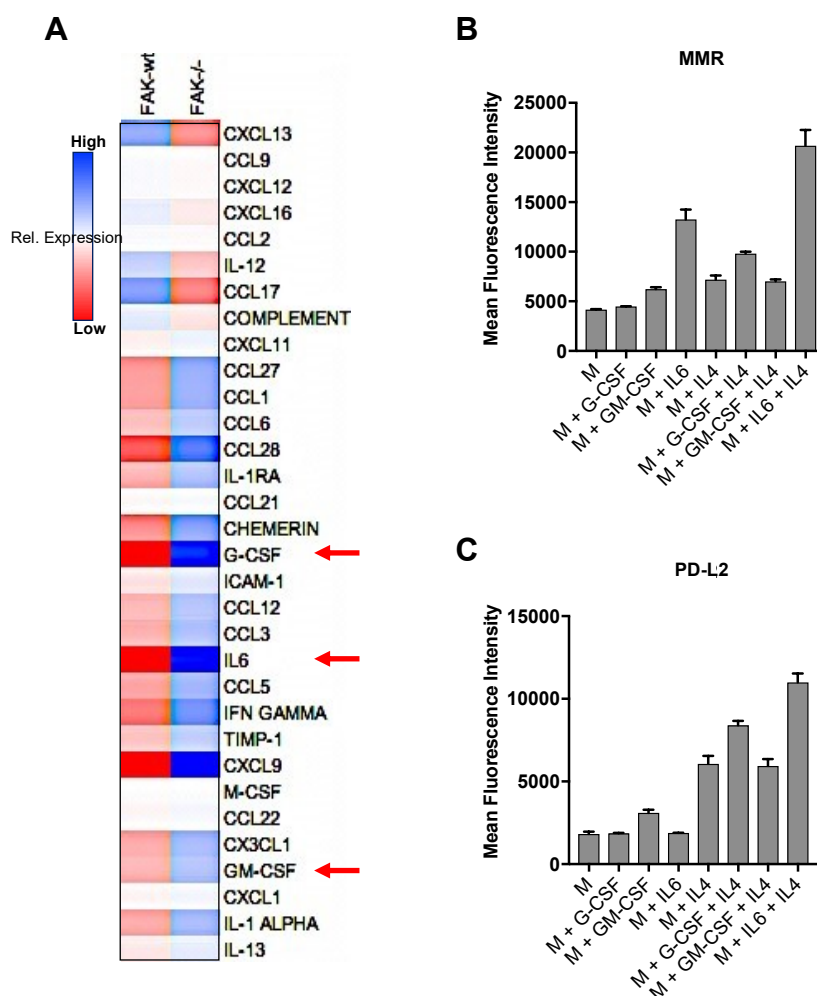 A
FAK-wt
FAK-/-
High
Rel. Expression
Low
CXCL13
CCL9
CXCL12
CXCL16
CCL2
IL-12
CCL17
COMPLEMENT
CXCL11
CCL27
CCL1
CCL6
CCL28
IL-1RA
CCL21
CHEMERIN
G-CSF
ICAM-1
CCL12
CCL3
IL6
CCL5
IFN GAMMA
TIMP-1
CXCL9
M-CSF
CCL22
CX3CL1
GM-CSF
CXCL1
IL-1 ALPHA
IL-13
B
MMR
Mean Fluorescence Intensity
25000
20000
15000
10000
5000
0
M
M + G-CSF
M + GM-CSF
M + IL6
M + IL4
M + G-CSF + IL4
M + GM-CSF + IL4
M + IL6 + IL4
C
PD-L2
Mean Fluorescence Intensity
15000
10000
5000
0
M
M + G-CSF
M + GM-CSF
M + IL6
M + IL4
M + G-CSF + IL4
M + GM-CSF + IL4
M + IL6 + IL4